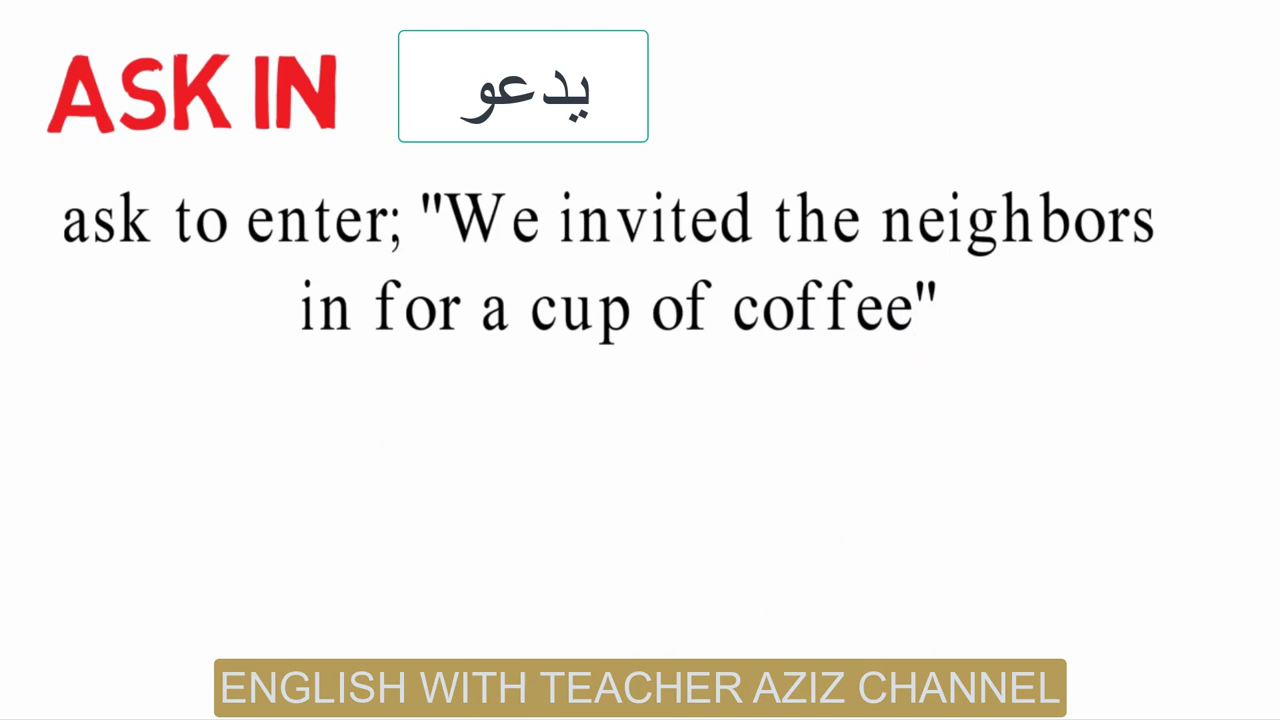 ASK IN
يدعو
ask to enter; "We invited the neighbors
in for a cup of coffee"
ENGLISH WITH TEACHER AZIZ CHANNEL